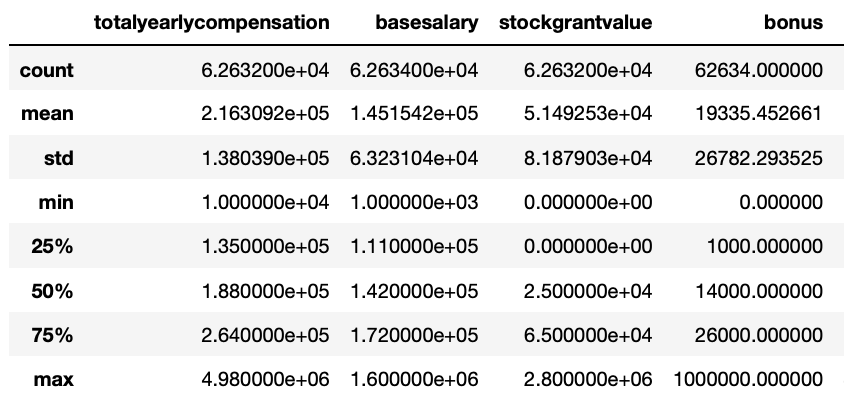 totalyearlycompensation basesalary stockgrantvalue bonus
count 6.263200e+04 6.263400e+04 6.263200e+04 62634.000000
mean 2.163092e+05 1.451542e+05 5.149253e+04 19335.452661
std 1.380390e+05 6.323104e+04 8.187903e+04 26782.293525
min 1.000000e+04 1.000000e+03 0.000000e+00 0.000000
25% 1.350000e+05 1.110000e+05 0.000000e+00 1000.000000
50% 1.880000e+05 1.420000e+05 2.500000e+04 14000.000000
75% 2.640000e+05 1.720000e+05 6.500000e+04 26000.000000
max 4.980000e+06 1.600000e+06 2.800000e+06 1000000.000000